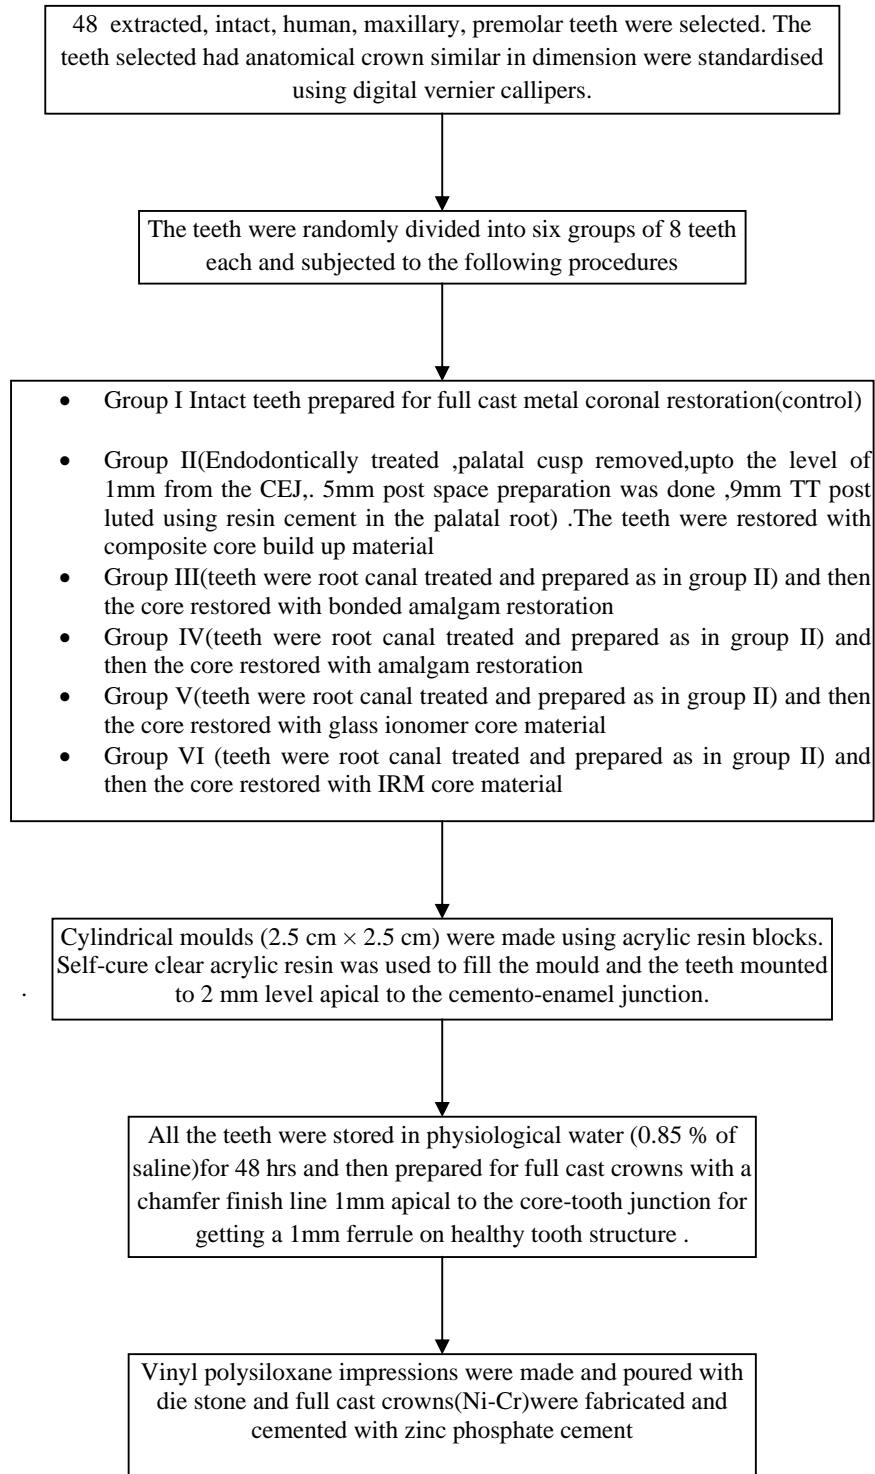 48 extracted, intact, human, maxillary, premolar teeth were selected. The
teeth selected had anatomical crown similar in dimension were standardised
using digital vernier callipers.
The teeth were randomly divided into six groups of 8 teeth
each and subjected to the following procedures
• Group I Intact teeth prepared for full cast metal coronal restoration(control)
• Group II(Endodontically treated ,palatal cusp removed,upto the level of
1mm from the CEJ,. 5mm post space preparation was done ,9mm TT post
luted using resin cement in the palatal root) .The teeth were restored with
composite core build up material
• Group III(teeth were root canal treated and prepared as in group II) and then
the core restored with bonded amalgam restoration
• Group IV(teeth were root canal treated and prepared as in group II) and
then the core restored with amalgam restoration
• Group V(teeth were root canal treated and prepared as in group II) and then
the core restored with glass ionomer core material
• Group VI (teeth were root canal treated and prepared as in group II) and
then the core restored with IRM core material
Cylindrical moulds (2.5 cm × 2.5 cm) were made using acrylic resin blocks.
Self-cure clear acrylic resin was used to fill the mould and the teeth mounted
. to 2 mm level apical to the cemento-enamel junction.
All the teeth were stored in physiological water (0.85 % of
saline)for 48 hrs and then prepared for full cast crowns with a
chamfer finish line 1mm apical to the core-tooth junction for
getting a 1mm ferrule on healthy tooth structure .
Vinyl polysiloxane impressions were made and poured with
die stone and full cast crowns(Ni-Cr)were fabricated and
cemented with zinc phosphate cement